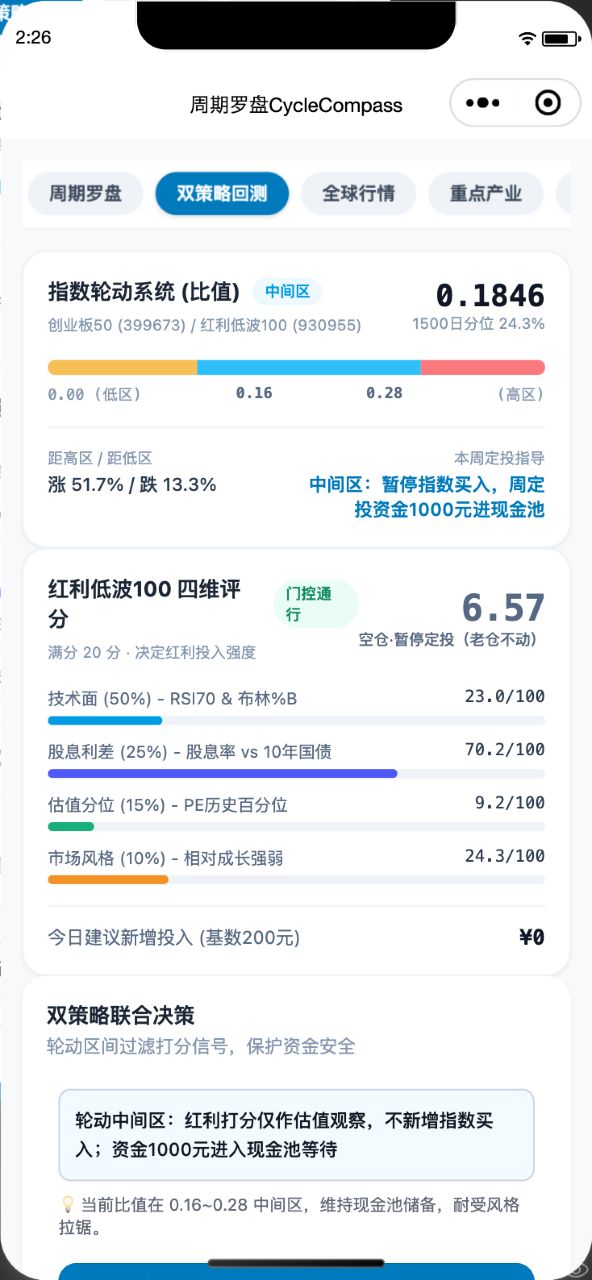 2:26
周期罗盘CycleCompass
周期罗盘
双策略回测
全球行情
重点产业
指数轮动系统 (比值)
中间区
0.1846
创业板50 (399673) / 红利低波100 (930955)
1500日分位 24.3%
0.00 (低区)
0.16
0.28
(高区)
距高区 / 距低区
本周定投指导
涨 51.7% / 跌 13.3%
中间区：暂停指数买入，周定
投资金1000元进现金池
红利低波100 四维评
分
门控通
行
6.57
满分 20 分 · 决定红利投入强度
空仓·暂停定投（老仓不动）
技术面 (50%) - RSI70 & 布林%B
23.0/100
股息利差 (25%) - 股息率 vs 10年国债
70.2/100
估值分位 (15%) - PE历史百分位
9.2/100
市场风格 (10%) - 相对成长强弱
24.3/100
今日建议新增投入 (基数200元)
¥0
双策略联合决策
轮动区间过滤打分信号，保护资金安全
轮动中间区：红利打分仅作估值观察，不新增指数买
入；资金1000元进入现金池等待
💡 当前比值在 0.16~0.28 中间区，维持现金池储备，耐受风格
拉锯。